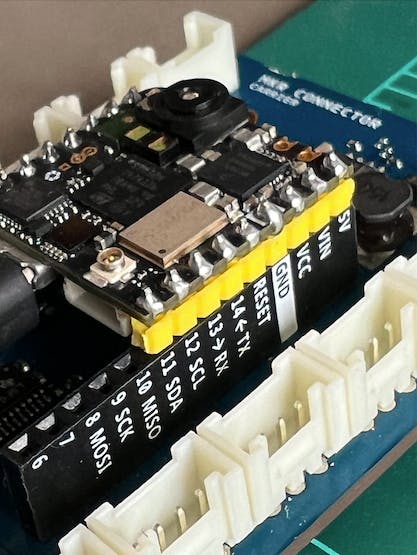 MKR CONNECTOR
CARRIER
5V
VIN
VCC
GND
RESET
14←TX
13→RX
12 SCL
11 SDA
10 MISO
9 SCK
8 MOSI
7
6